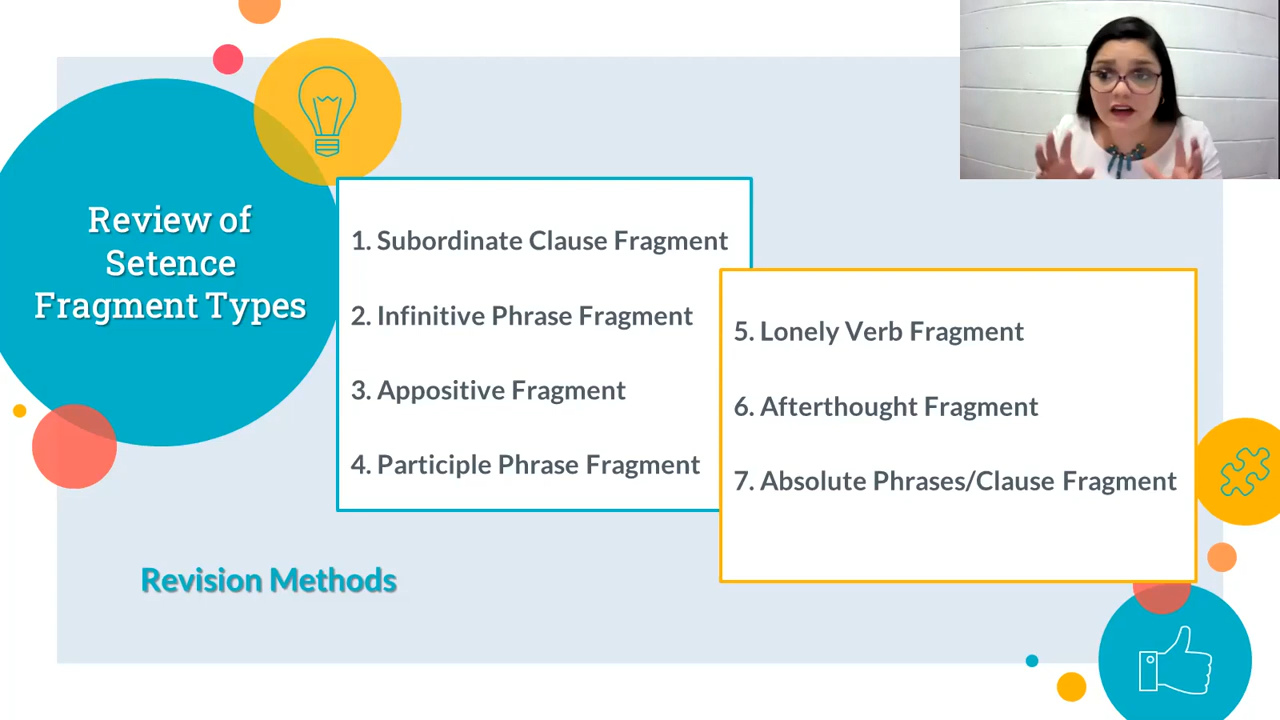 Review of
Setence
Fragment Types
1. Subordinate Clause Fragment
2. Infinitive Phrase Fragment
3. Appositive Fragment
4. Participle Phrase Fragment
5. Lonely Verb Fragment
6. Afterthought Fragment
7. Absolute Phrases/Clause Fragment
Revision Methods